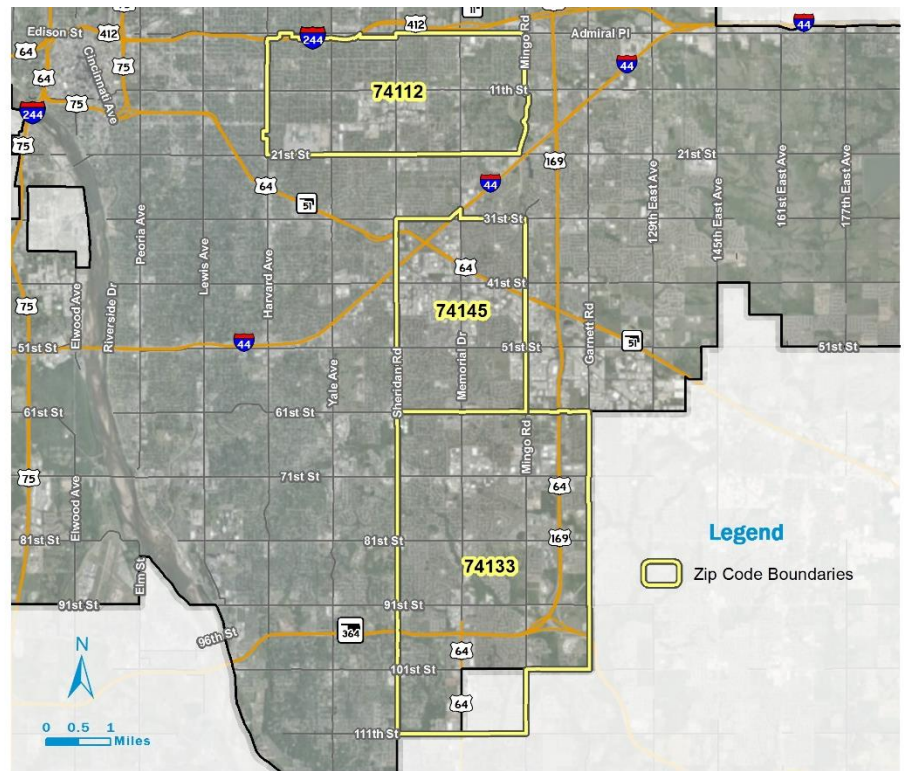 11
Edison St
412
412
Mingo Rd
Admiral Pl
44
64
412
244
Cincinnati Ave
75
64
44
74112
11th St
75
75
244
75
169
21st St
21st St
64
44
51
129th East Ave
145th East Ave
161st East Ave
177th East Ave
31st St
Peoria Ave
Lewis Ave
Harvard Ave
64
41st St
75
Elwood Ave
Riverside Dr
74145
Garnett Rd
51st St
44
Yale Ave
Sheridan Rd
Memorial Dr
51st St
51
51st St
61st St
61st St
Mingo Rd
75
71st St
64
Elwood Ave
81st St
81st St
169
Legend
Elm St
74133
Zip Code Boundaries
91st St
91st St
96th St
364
N
64
101st St
64
0 0.5 1
Miles
111th St